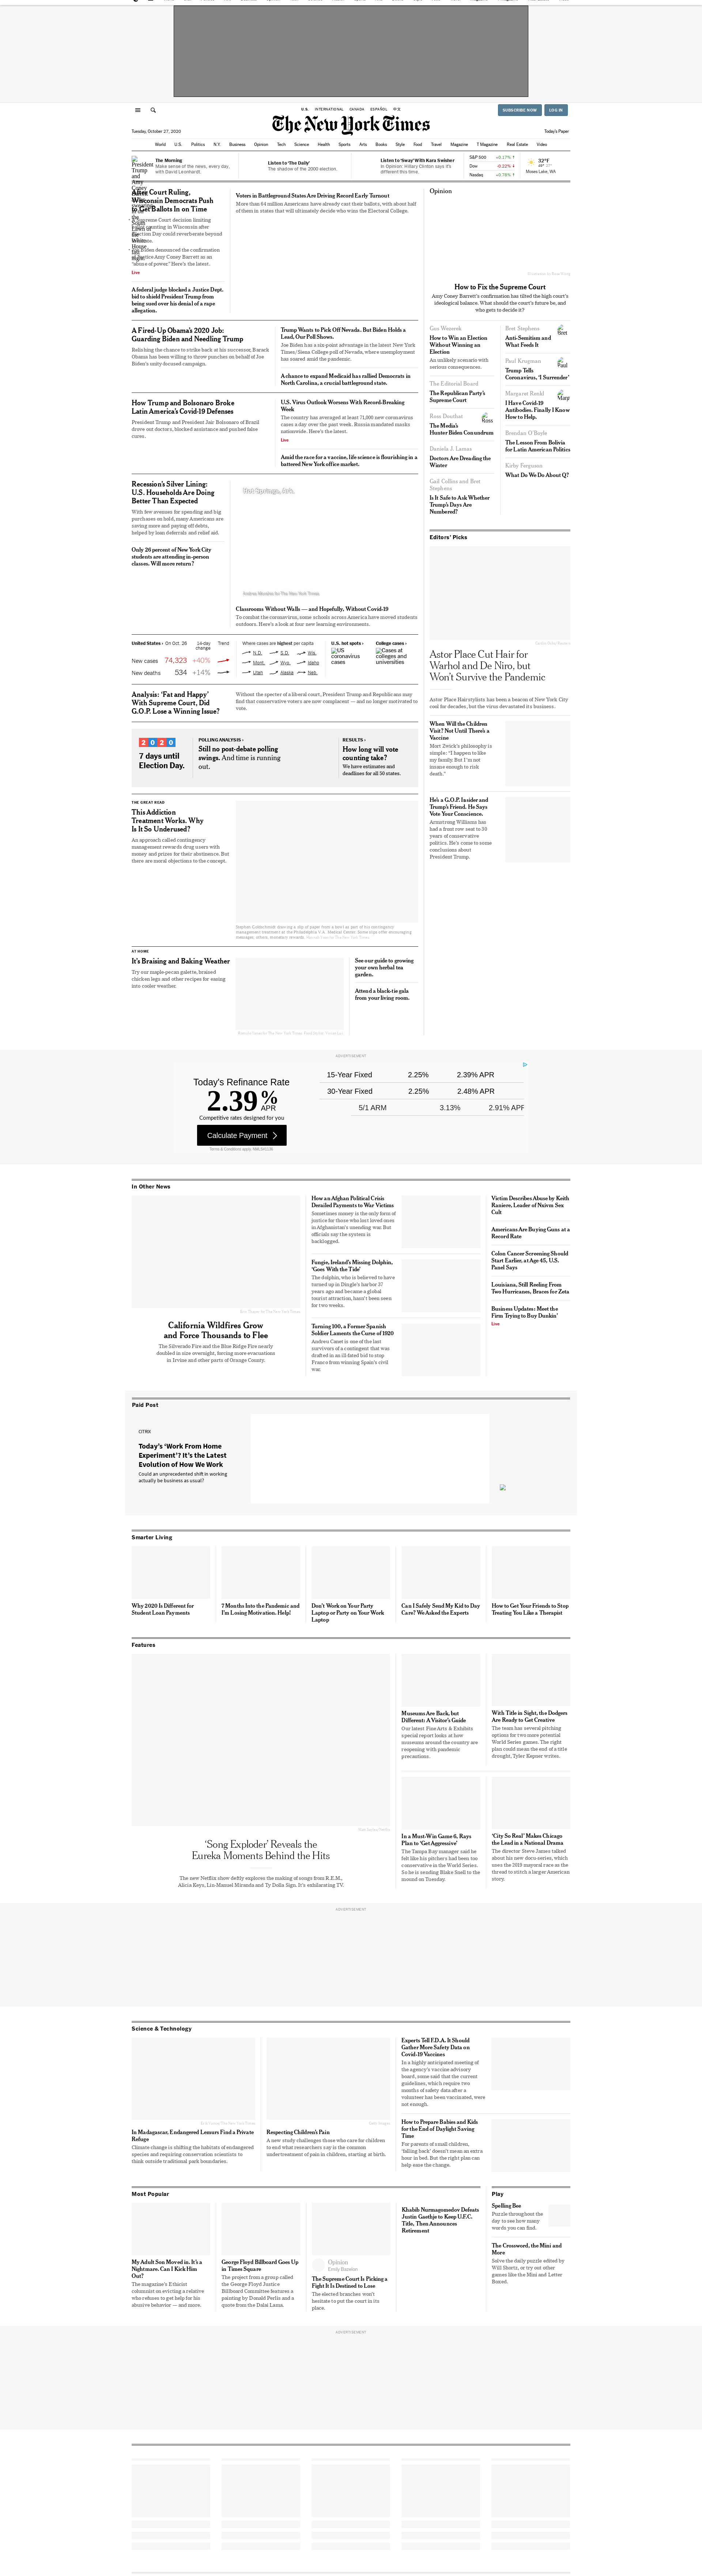 U.S.
INTERNATIONAL
CANADA
ESPAÑOL
中文
SUBSCRIBE NOW
LOG IN
The New York Times
Tuesday, October 27, 2020
Today's Paper
World
U.S.
Politics
N.Y.
Business
Opinion
Tech
Science
Health
Sports
Arts
Books
Style
Food
Travel
Magazine
T Magazine
Real Estate
Video
The Morning
Make sense of the news, every day,
with David Leonhardt.
Listen to 'The Daily'
The shadow of the 2000 election.
Listen to 'Sway' With Kara Swisher
In Opinion: Hillary Clinton says it's
different this time.
S&P 500
+0.17% ↑
Dow
-0.22% ↓
Nasdaq
+0.78% ↑
32°F
Moses Lake, WA
After Court Ruling,
Wisconsin Democrats Push
to Get Ballots In on Time
Live
A federal judge blocked a Justice Dept.
bid to shield President Trump from
being sued over his denial of a rape
allegation.
Voters in Battleground States Are Driving Record Early Turnout
More than 64 million Americans have already cast their ballots, with about half
of them in states that will ultimately decide who wins the Electoral College.
A Fired-Up Obama's 2020 Job:
Guarding Biden and Needling Trump
Relishing the chance to strike back at his successor, Barack
Obama has been willing to throw punches on behalf of Joe
Biden's unity-focused campaign.
Trump Wants to Pick Off Nevada. But Biden Holds a
Lead, Our Poll Shows.
Joe Biden has a six-point advantage in the latest New York
Times/Siena College poll of Nevada, where unemployment
is near 13 percent amid the pandemic.
A chance to expand Medicaid has rallied Democrats in
North Carolina, a crucial battleground state.
How Trump and Bolsonaro Broke
Latin America's Covid-19 Defenses
President Trump and President Jair Bolsonaro of Brazil
drove out doctors, blocked assistance and pushed false
cures.
U.S. Virus Outlook Worsens With Record-Breaking
Week
The country has averaged at least 71,000 new coronavirus
cases a day over the past week. Russia mandated masks
nationwide. Here's the latest.
Live
Amid the race for a vaccine, life science is flourishing in a
battered New York office market.
Recession's Silver Lining:
U.S. Households Are Doing
Better Than Expected
With few avenues for spending and big
purchases on hold, many Americans are
saving more and paying off debts,
helped by loan deferrals and relief aid.
Only 26 percent of New York City
students are attending in-person
classes. Will more return?
Hot Springs, Ark.
Classrooms Without Walls — and Hopefully, Without Covid-19
To combat the coronavirus, some schools across America have moved students
outdoors. Here's a look at four new learning environments.
United States ›
On Oct. 26
14-day
change
Trend
New cases
74,323
+40%
New deaths
534
+14%
Where cases are highest per capita
N.D.
S.D.
Wis.
Mont.
Wyo.
Idaho
Utah
Alaska
Neb.
U.S. hot spots ›
US
coronavirus
cases
College cases ›
Cases at
colleges and
universities
Analysis: 'Fat and Happy'
With Supreme Court, Did
G.O.P. Lose a Winning Issue?
Without the specter of a liberal court, President Trump and Republicans may
find that conservative voters are now complacent — and no longer motivated to
vote.
2020
7 days until
Election Day.
POLLING ANALYSIS ›
Still no post-debate polling
swings. And time is running
out.
RESULTS ›
How long will vote
counting take?
We have estimates and
deadlines for all 50 states.
THE GREAT READ
This Addiction
Treatment Works. Why
Is It So Underused?
An approach called contingency
management rewards drug users with
money and prizes for their abstinence. But
there are moral objections to the concept.
Stephen Goldschmidt drawing a slip of paper from a bowl as part of his contingency
management treatment at the Philadelphia V. A. Medical Center. Some slips offer encouraging
messages; others, monetary rewards.
AT HOME
It's Braising and Baking Weather
Try our maple-pecan galette, braised
chicken legs and other recipes for easing
into cooler weather.
See our guide to growing
your own herbal tea
garden.
Attend a black-tie gala
from your living room.
Opinion
How to Fix the Supreme Court
Amy Coney Barrett's confirmation has tilted the high court's
ideological balance. What should the court's future be, and
who gets to decide it?
Gus Wezerek
How to Win an Election
Without Winning an
Election
An unlikely scenario with
serious consequences.
The Editorial Board
The Republican Party's
Supreme Court
Ross Douthat
The Media's
Hunter Biden Conundrum
Daniela J. Lamas
Doctors Are Dreading the
Winter
Gail Collins and Bret
Stephens
Is It Safe to Ask Whether
Trump's Days Are
Numbered?
Bret Stephens
Anti-Semitism and
What Feeds It
Paul Krugman
Trump Tells
Coronavirus, 'I Surrender'
Margaret Renkl
I Have Covid-19
Antibodies. Finally I Know
How to Help.
Brendan O'Boyle
The Lesson From Bolivia
for Latin American Politics
Kirby Ferguson
What Do We Do About Q?
Editors' Picks
Astor Place Cut Hair for
Warhol and De Niro, but
Won't Survive the Pandemic
Astor Place Hairstylists has been a beacon of New York City
cool for decades, but the virus devastated its business.
When Will the Children
Visit? Not Until There's a
Vaccine
Mort Zwick's philosophy is
simple: "I happen to like
my family. But I'm not
insane enough to risk
death."
He's a G.O.P. Insider and
Trump's Friend. He Says
Vote Your Conscience.
Armstrong Williams has
had a front row seat to 30
years of conservative
politics. He's come to some
conclusions about
President Trump.
ADVERTISEMENT
Today's Refinance Rate
2.39% APR
Competitive rates designed for you
Calculate Payment
15-Year Fixed
2.25%
2.39% APR
30-Year Fixed
2.25%
2.48% APR
5/1 ARM
3.13%
2.91% APR
In Other News
California Wildfires Grow
and Force Thousands to Flee
The Silverado Fire and the Blue Ridge Fire nearly
doubled in size overnight, forcing more evacuations
in Irvine and other parts of Orange County.
How an Afghan Political Crisis
Derailed Payments to War Victims
Sometimes money is the only form of
justice for those who lost loved ones
in Afghanistan's unending war. But
officials say the system is
backlogged.
Fungie, Ireland's Missing Dolphin,
'Goes With the Tide'
The dolphin, who is believed to have
turned up in Dingle's harbor 37
years ago and became a global
tourist attraction, hasn't been seen
for two weeks.
Turning 100, a Former Spanish
Soldier Laments the Curse of 1920
Andreu Canet is one of the last
survivors of a contingent that was
drafted in an ill-fated bid to stop
Franco from winning Spain's civil
war.
Victim Describes Abuse by Keith
Raniere, Leader of Nxivm Sex
Cult
Americans Are Buying Guns at a
Record Rate
Colon Cancer Screening Should
Start Earlier, at Age 45, U.S.
Panel Says
Louisiana, Still Reeling From
Two Hurricanes, Braces for Zeta
Business Updates: Meet the
Firm Trying to Buy Dunkin'
Live
Paid Post
CITRIX
Today's 'Work From Home
Experiment'? It's the Latest
Evolution of How We Work
Could an unprecedented shift in working
actually be business as usual?
Smarter Living
Why 2020 Is Different for
Student Loan Payments
7 Months Into the Pandemic and
I'm Losing Motivation. Help!
Don't Work on Your Party
Laptop or Party on Your Work
Laptop
Can I Safely Send My Kid to Day
Care? We Asked the Experts
How to Get Your Friends to Stop
Treating You Like a Therapist
Features
'Song Exploder' Reveals the
Eureka Moments Behind the Hits
The new Netflix show deftly explores the making of songs from R.E.M.,
Alicia Keys, Lin-Manuel Miranda and Ty Dolla Sign. It's exhilarating TV.
Museums Are Back, but
Different: A Visitor's Guide
Our latest Fine Arts & Exhibits
special report looks at how
museums around the country are
reopening with pandemic
precautions.
With Title in Sight, the Dodgers
Are Ready to Get Creative
The team has several pitching
options for two more potential
World Series games. The right
plan could mean the end of a title
drought, Tyler Kepner writes.
In a Must-Win Game 6, Rays
Plan to 'Get Aggressive'
The Tampa Bay manager said he
felt like his pitchers had been too
conservative in the World Series.
So he is sending Blake Snell to the
mound on Tuesday.
'City So Real' Makes Chicago
the Lead in a National Drama
The director Steve James talked
about his new docu-series, which
uses the 2019 mayoral race as the
thread to stitch a larger American
story.
ADVERTISEMENT
Science & Technology
In Madagascar, Endangered Lemurs Find a Private
Refuge
Climate change is shifting the habitats of endangered
species and requiring conservation scientists to
think outside traditional park boundaries.
Respecting Children's Pain
A new study challenges those who care for children
to end what researchers say is the common
undertreatment of pain in children, starting at birth.
Experts Tell F.D.A. It Should
Gather More Safety Data on
Covid-19 Vaccines
In a highly anticipated meeting of
the agency's vaccine advisory
board, some said that the current
guidelines, which require two
months of safety data after a
volunteer has been vaccinated, were
not enough.
How to Prepare Babies and Kids
for the End of Daylight Saving
Time
For parents of small children,
'falling back' doesn't mean an extra
hour in bed. But the right plan can
help ease the change.
Most Popular
My Adult Son Moved in. It's a
Nightmare. Can I Kick Him
Out?
The magazine's Ethicist
columnist on evicting a relative
who refuses to get help for his
abusive behavior — and more.
George Floyd Billboard Goes Up
in Times Square
The project from a group called
the George Floyd Justice
Billboard Committee features a
painting by Donald Perlis and a
quote from the Dalai Lama.
Opinion
Emily Bazelon
The Supreme Court Is Picking a
Fight It Is Destined to Lose
The elected branches won't
hesitate to put the court in its
place.
Khabib Nurmagomedov Defeats
Justin Gaethje to Keep U.F.C.
Title, Then Announces
Retirement
Play
Spelling Bee
Puzzle throughout the
day to see how many
words you can find.
The Crossword, the Mini and
More
Solve the daily puzzle edited by
Will Shortz, or try out other
games like the Mini and Letter
Boxed.
ADVERTISEMENT